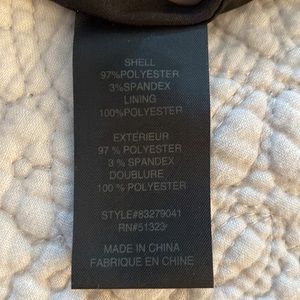 SHELL
97%POLYESTER
3%SPANDEX
LINING
100%POLYESTER
EXTÉRIEUR
97 % POLYESTER
3 % SPANDEX
DOUBLURE
100 % POLYESTER
STYLE#83279041
RN#51323
MADE IN CHINA
FABRIQUE EN CHINE